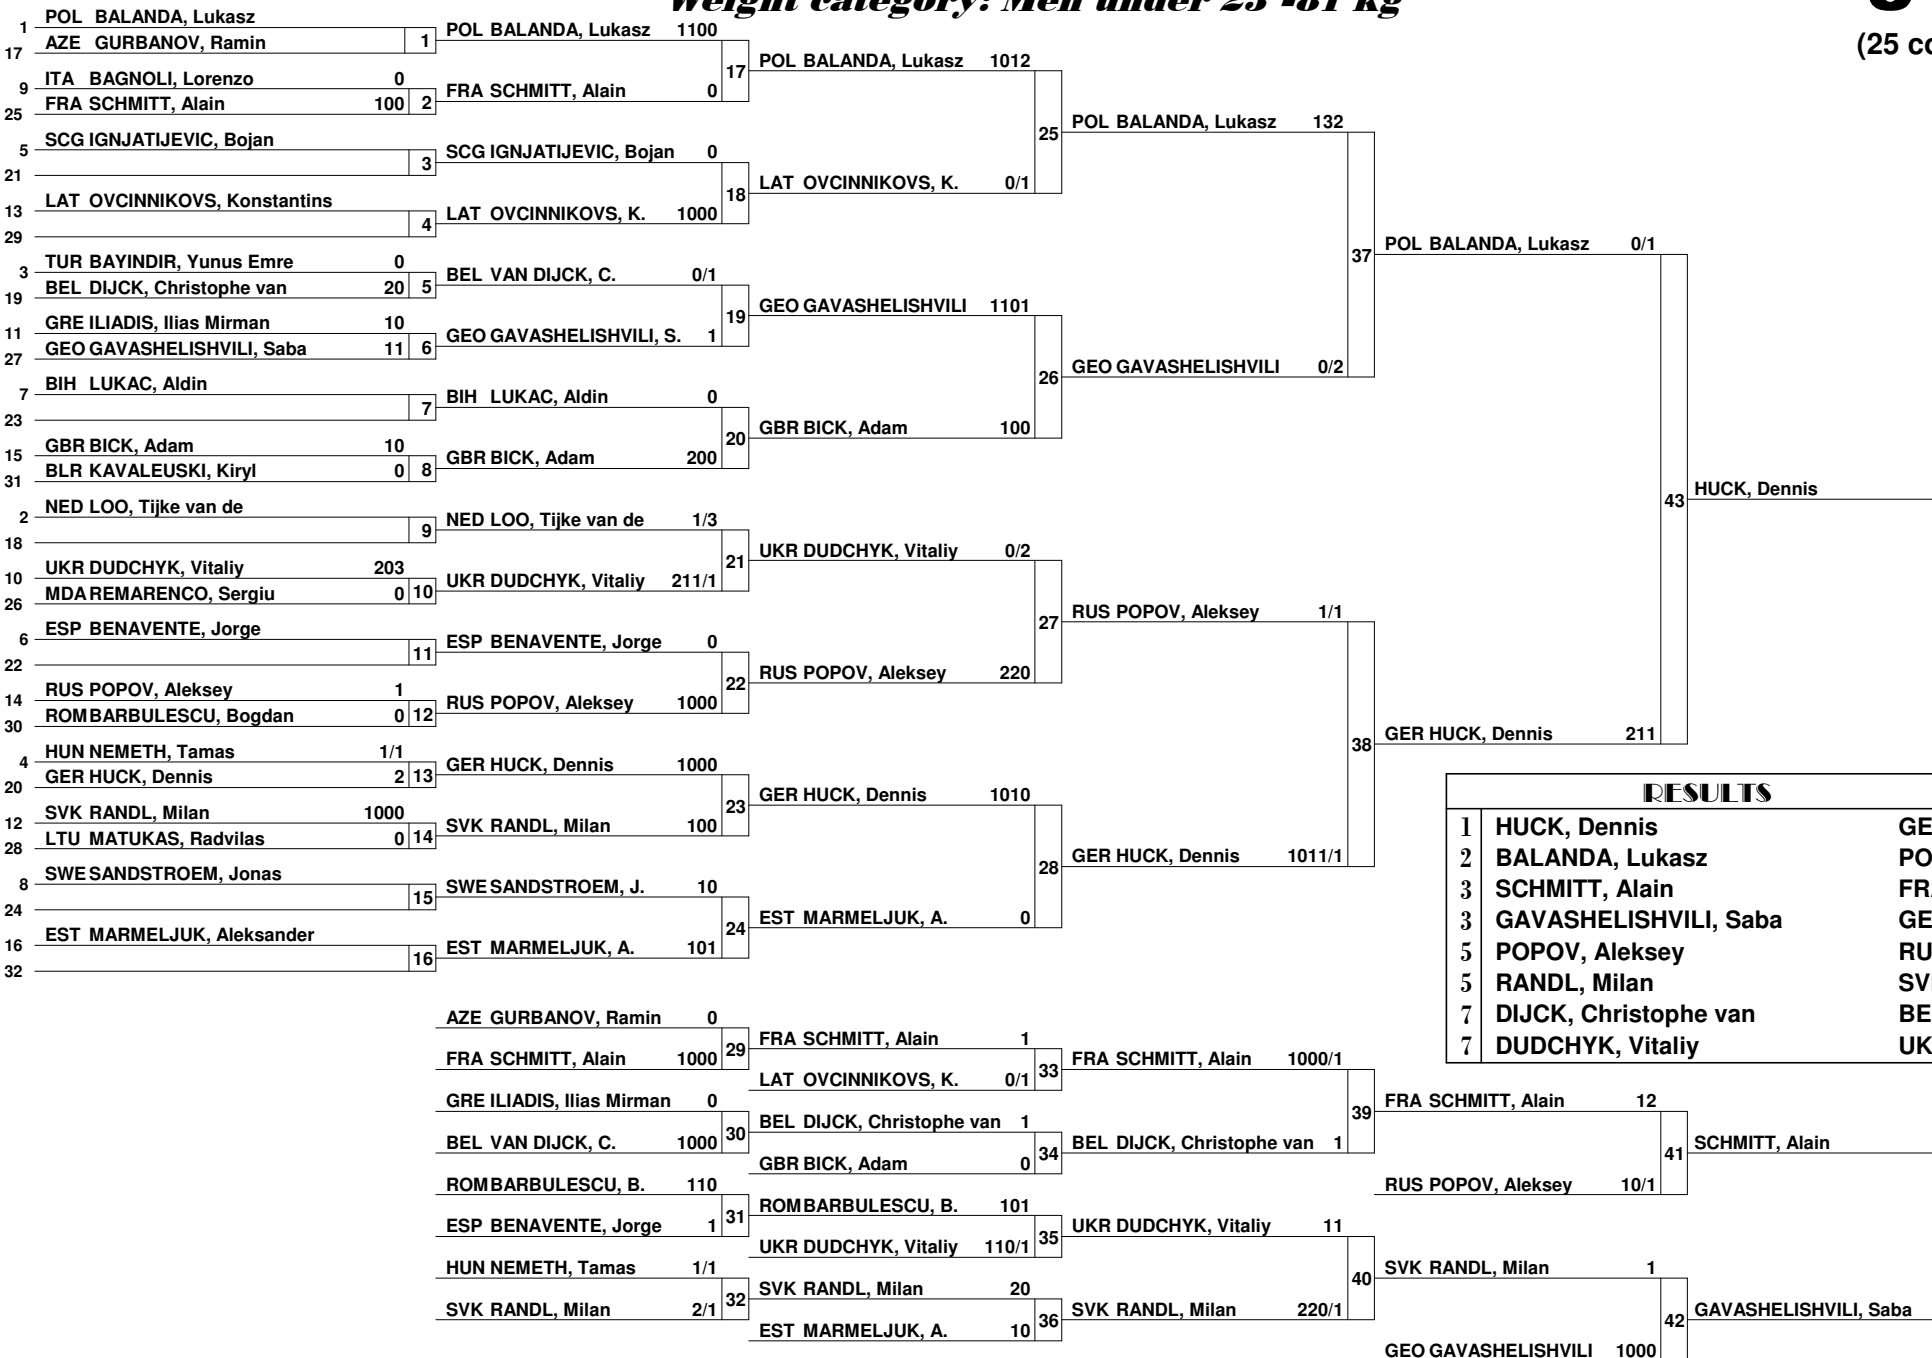 Weight category: Men under 23 -81 kg
(25 co
1 POL BALANDA, Lukasz
17 AZE GURBANOV, Ramin
1
9 ITA BAGNOLI, Lorenzo 0
25 FRA SCHMITT, Alain 100
2
5 SCG IGNJATIJEVIC, Bojan
21
3
13 LAT OVCINNIKOVS, Konstantins
29
4
3 TUR BAYINDIR, Yunus Emre 0
19 BEL DIJCK, Christophe van 20
5
11 GRE ILIADIS, Ilias Mirman 10
27 GEO GAVASHELISHVILI, Saba 11
6
7 BIH LUKAC, Aldin
23
7
15 GBR BICK, Adam 10
31 BLR KAVALEUSKI, Kiryl 0
8
2 NED LOO, Tijke van de
18
9
10 UKR DUDCHYK, Vitaliy 203
26 MDA REMARENCO, Sergiu 0
10
6 ESP BENAVENTE, Jorge
22
11
14 RUS POPOV, Aleksey 1
30 ROM BARBULESCU, Bogdan 0
12
4 HUN NEMETH, Tamas 1/1
20 GER HUCK, Dennis 2
13
12 SVK RANDL, Milan 1000
28 LTU MATUKAS, Radvilas 0
14
8 SWE SANDSTROEM, Jonas
24
15
16 EST MARMELJUK, Aleksander
32
16
POL BALANDA, Lukasz 1100
17
FRA SCHMITT, Alain 0
SCG IGNJATIJEVIC, Bojan 0
18
LAT OVCINNIKOVS, K. 1000
BEL VAN DIJCK, C. 0/1
19
GEO GAVASHELISHVILI, S. 1
BIH LUKAC, Aldin 0
20
GBR BICK, Adam 200
NED LOO, Tijke van de 1/3
21
UKR DUDCHYK, Vitaliy 211/1
ESP BENAVENTE, Jorge 0
22
RUS POPOV, Aleksey 1000
GER HUCK, Dennis 1000
23
SVK RANDL, Milan 100
SWE SANDSTROEM, J. 10
24
EST MARMELJUK, A. 101
POL BALANDA, Lukasz 1012
25
LAT OVCINNIKOVS, K. 0/1
GEO GAVASHELISHVILI 1101
26
GBR BICK, Adam 100
UKR DUDCHYK, Vitaliy 0/2
27
RUS POPOV, Aleksey 220
GER HUCK, Dennis 1010
28
EST MARMELJUK, A. 0
POL BALANDA, Lukasz 132
37
GEO GAVASHELISHVILI 0/2
RUS POPOV, Aleksey 1/1
38
GER HUCK, Dennis 1011/1
POL BALANDA, Lukasz 0/1
43
GER HUCK, Dennis 211
HUCK, Dennis
RESULTS
1 HUCK, Dennis GE
2 BALANDA, Lukasz PO
3 SCHMITT, Alain FRA
3 GAVASHELISHVILI, Saba GE
5 POPOV, Aleksey RU
5 RANDL, Milan SV
7 DIJCK, Christophe van BE
7 DUDCHYK, Vitaliy UK
AZE GURBANOV, Ramin 0
29
FRA SCHMITT, Alain 1000
GRE ILIADIS, Ilias Mirman 0
30
BEL VAN DIJCK, C. 1000
ROM BARBULESCU, B. 110
31
ESP BENAVENTE, Jorge 1
HUN NEMETH, Tamas 1/1
32
SVK RANDL, Milan 2/1
FRA SCHMITT, Alain 1
33
LAT OVCINNIKOVS, K. 0/1
BEL DIJCK, Christophe van 1
34
GBR BICK, Adam 0
ROM BARBULESCU, B. 101
35
UKR DUDCHYK, Vitaliy 110/1
SVK RANDL, Milan 20
36
EST MARMELJUK, A. 10
FRA SCHMITT, Alain 1000/1
39
BEL DIJCK, Christophe van 1
UKR DUDCHYK, Vitaliy 11
40
SVK RANDL, Milan 220/1
FRA SCHMITT, Alain 12
41
RUS POPOV, Aleksey 10/1
SCHMITT, Alain
SVK RANDL, Milan 1
42
GEO GAVASHELISHVILI 1000
GAVASHELISHVILI, Saba